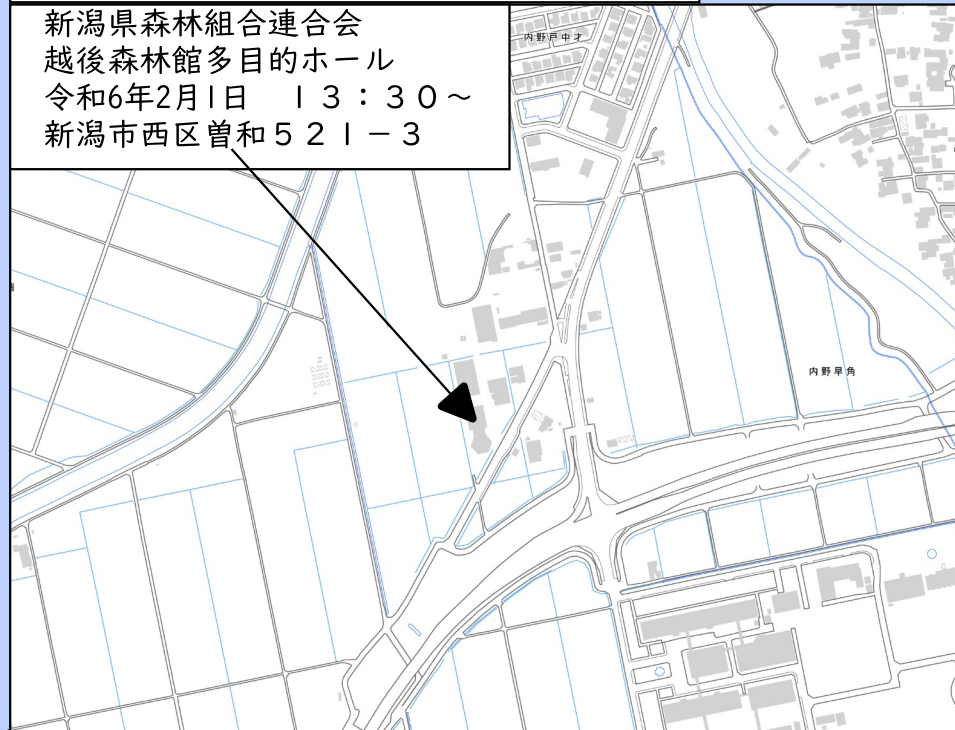 新潟県森林組合連合会
越後森林館多目的ホール
令和6年2月1日　１３：３０～
新潟市西区曽和５２１－３
内野戸中才
内野早角